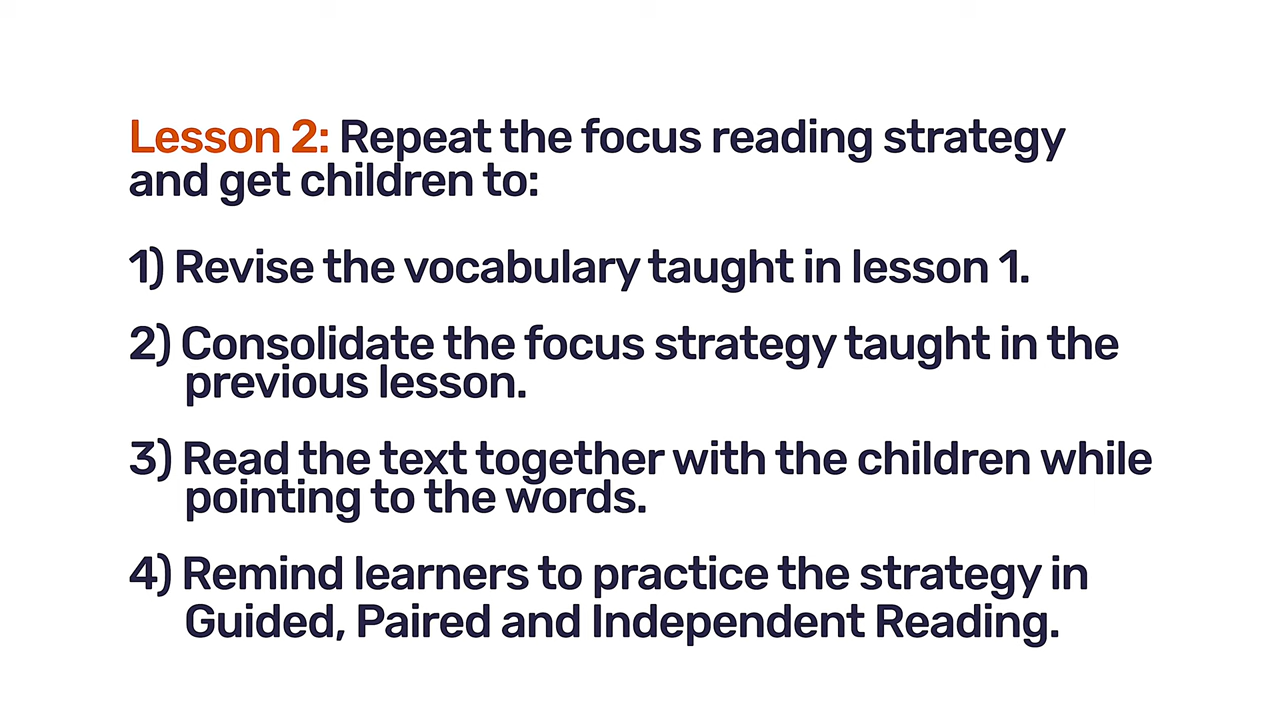 Lesson 2: Repeat the focus reading strategy
and get children to:
1) Revise the vocabulary taught in lesson 1.
2) Consolidate the focus strategy taught in the
previous lesson.
3) Read the text together with the children while
pointing to the words.
4) Remind learners to practice the strategy in
Guided, Paired and Independent Reading.